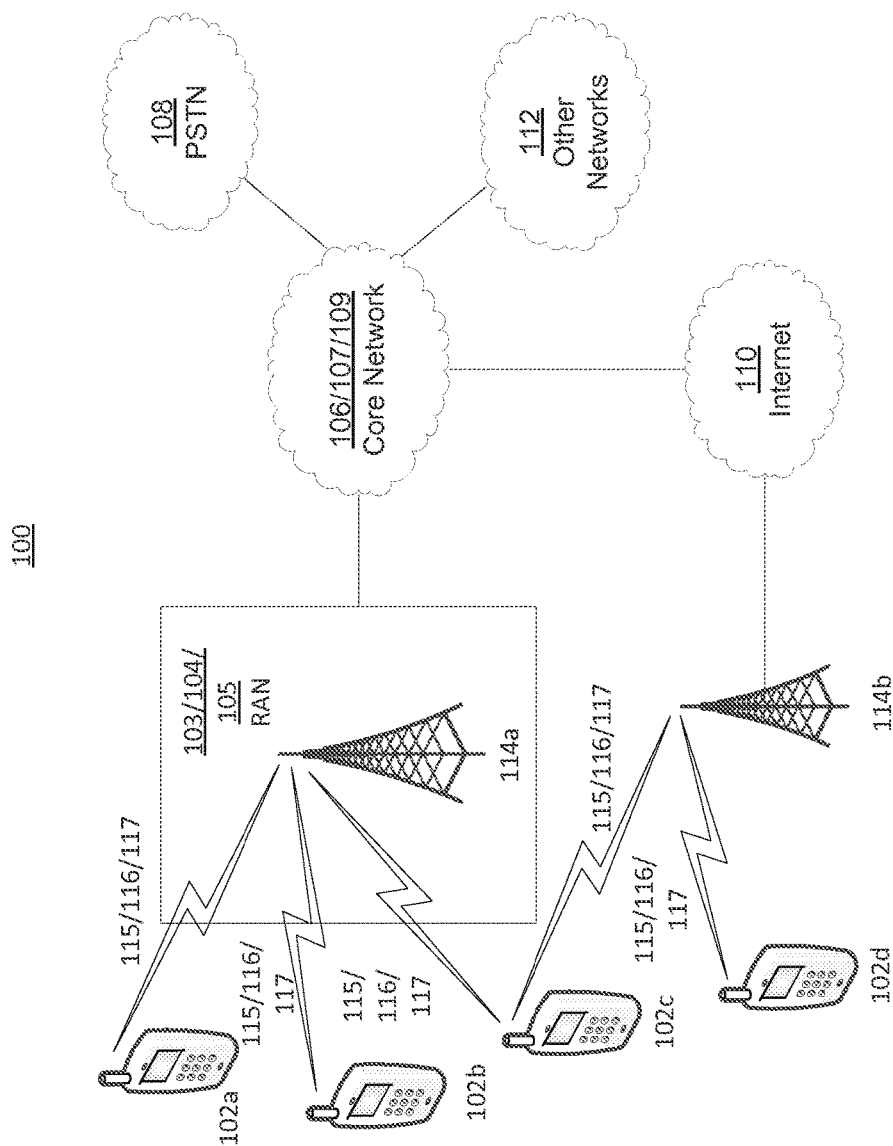 100
115/116/117
102a
115/116/
117
102b
115/
116/
117
103/104/
105
RAN
114a
102c
115/116/117
115/116/
117
102d
114b
106/107/109
Core Network
108
PSTN
112
Other
Networks
110
Internet